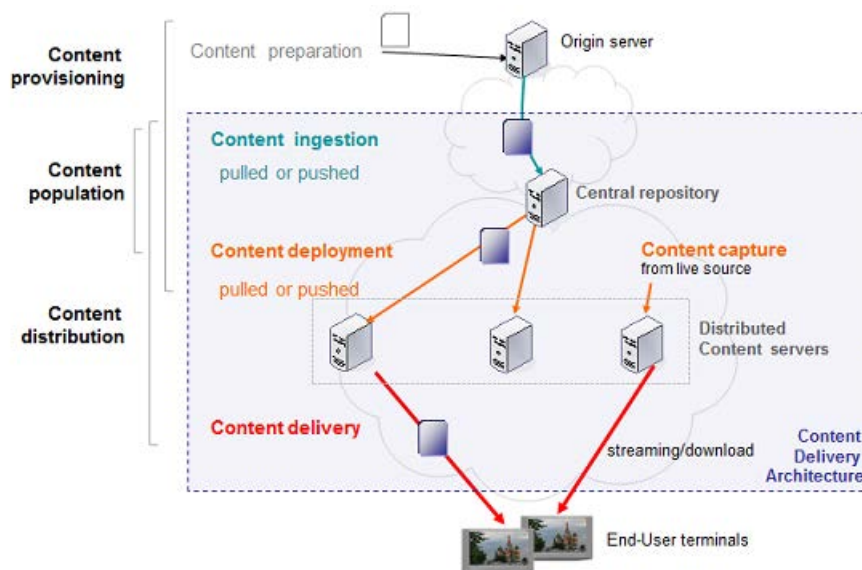 Content preparation
Origin server
Content
provisioning
Content ingestion
pulled or pushed
Content
population
Central repository
Content deployment
pulled or pushed
Content capture
from live source
Content
distribution
Distributed
Content servers
Content delivery
streaming/download
Content
Delivery
Architecture
End-User terminals